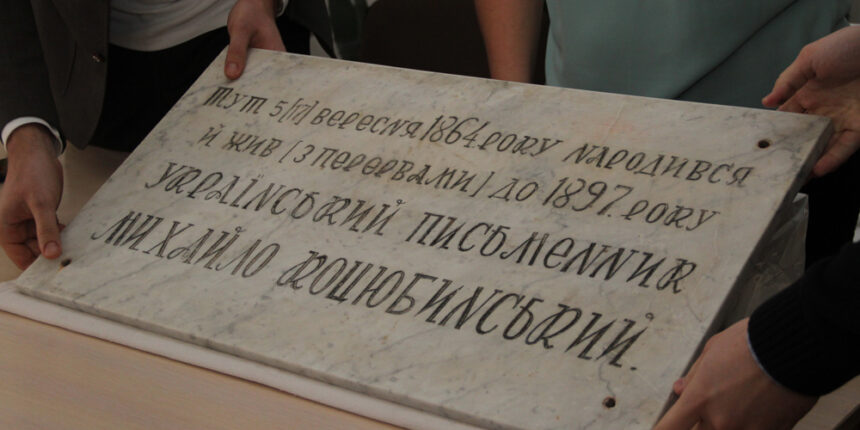 Тут 5 [17] вересня 1864 року народився
й жив [з перервами] до 1897. року
український письменник
Михайло Коцюбинський.